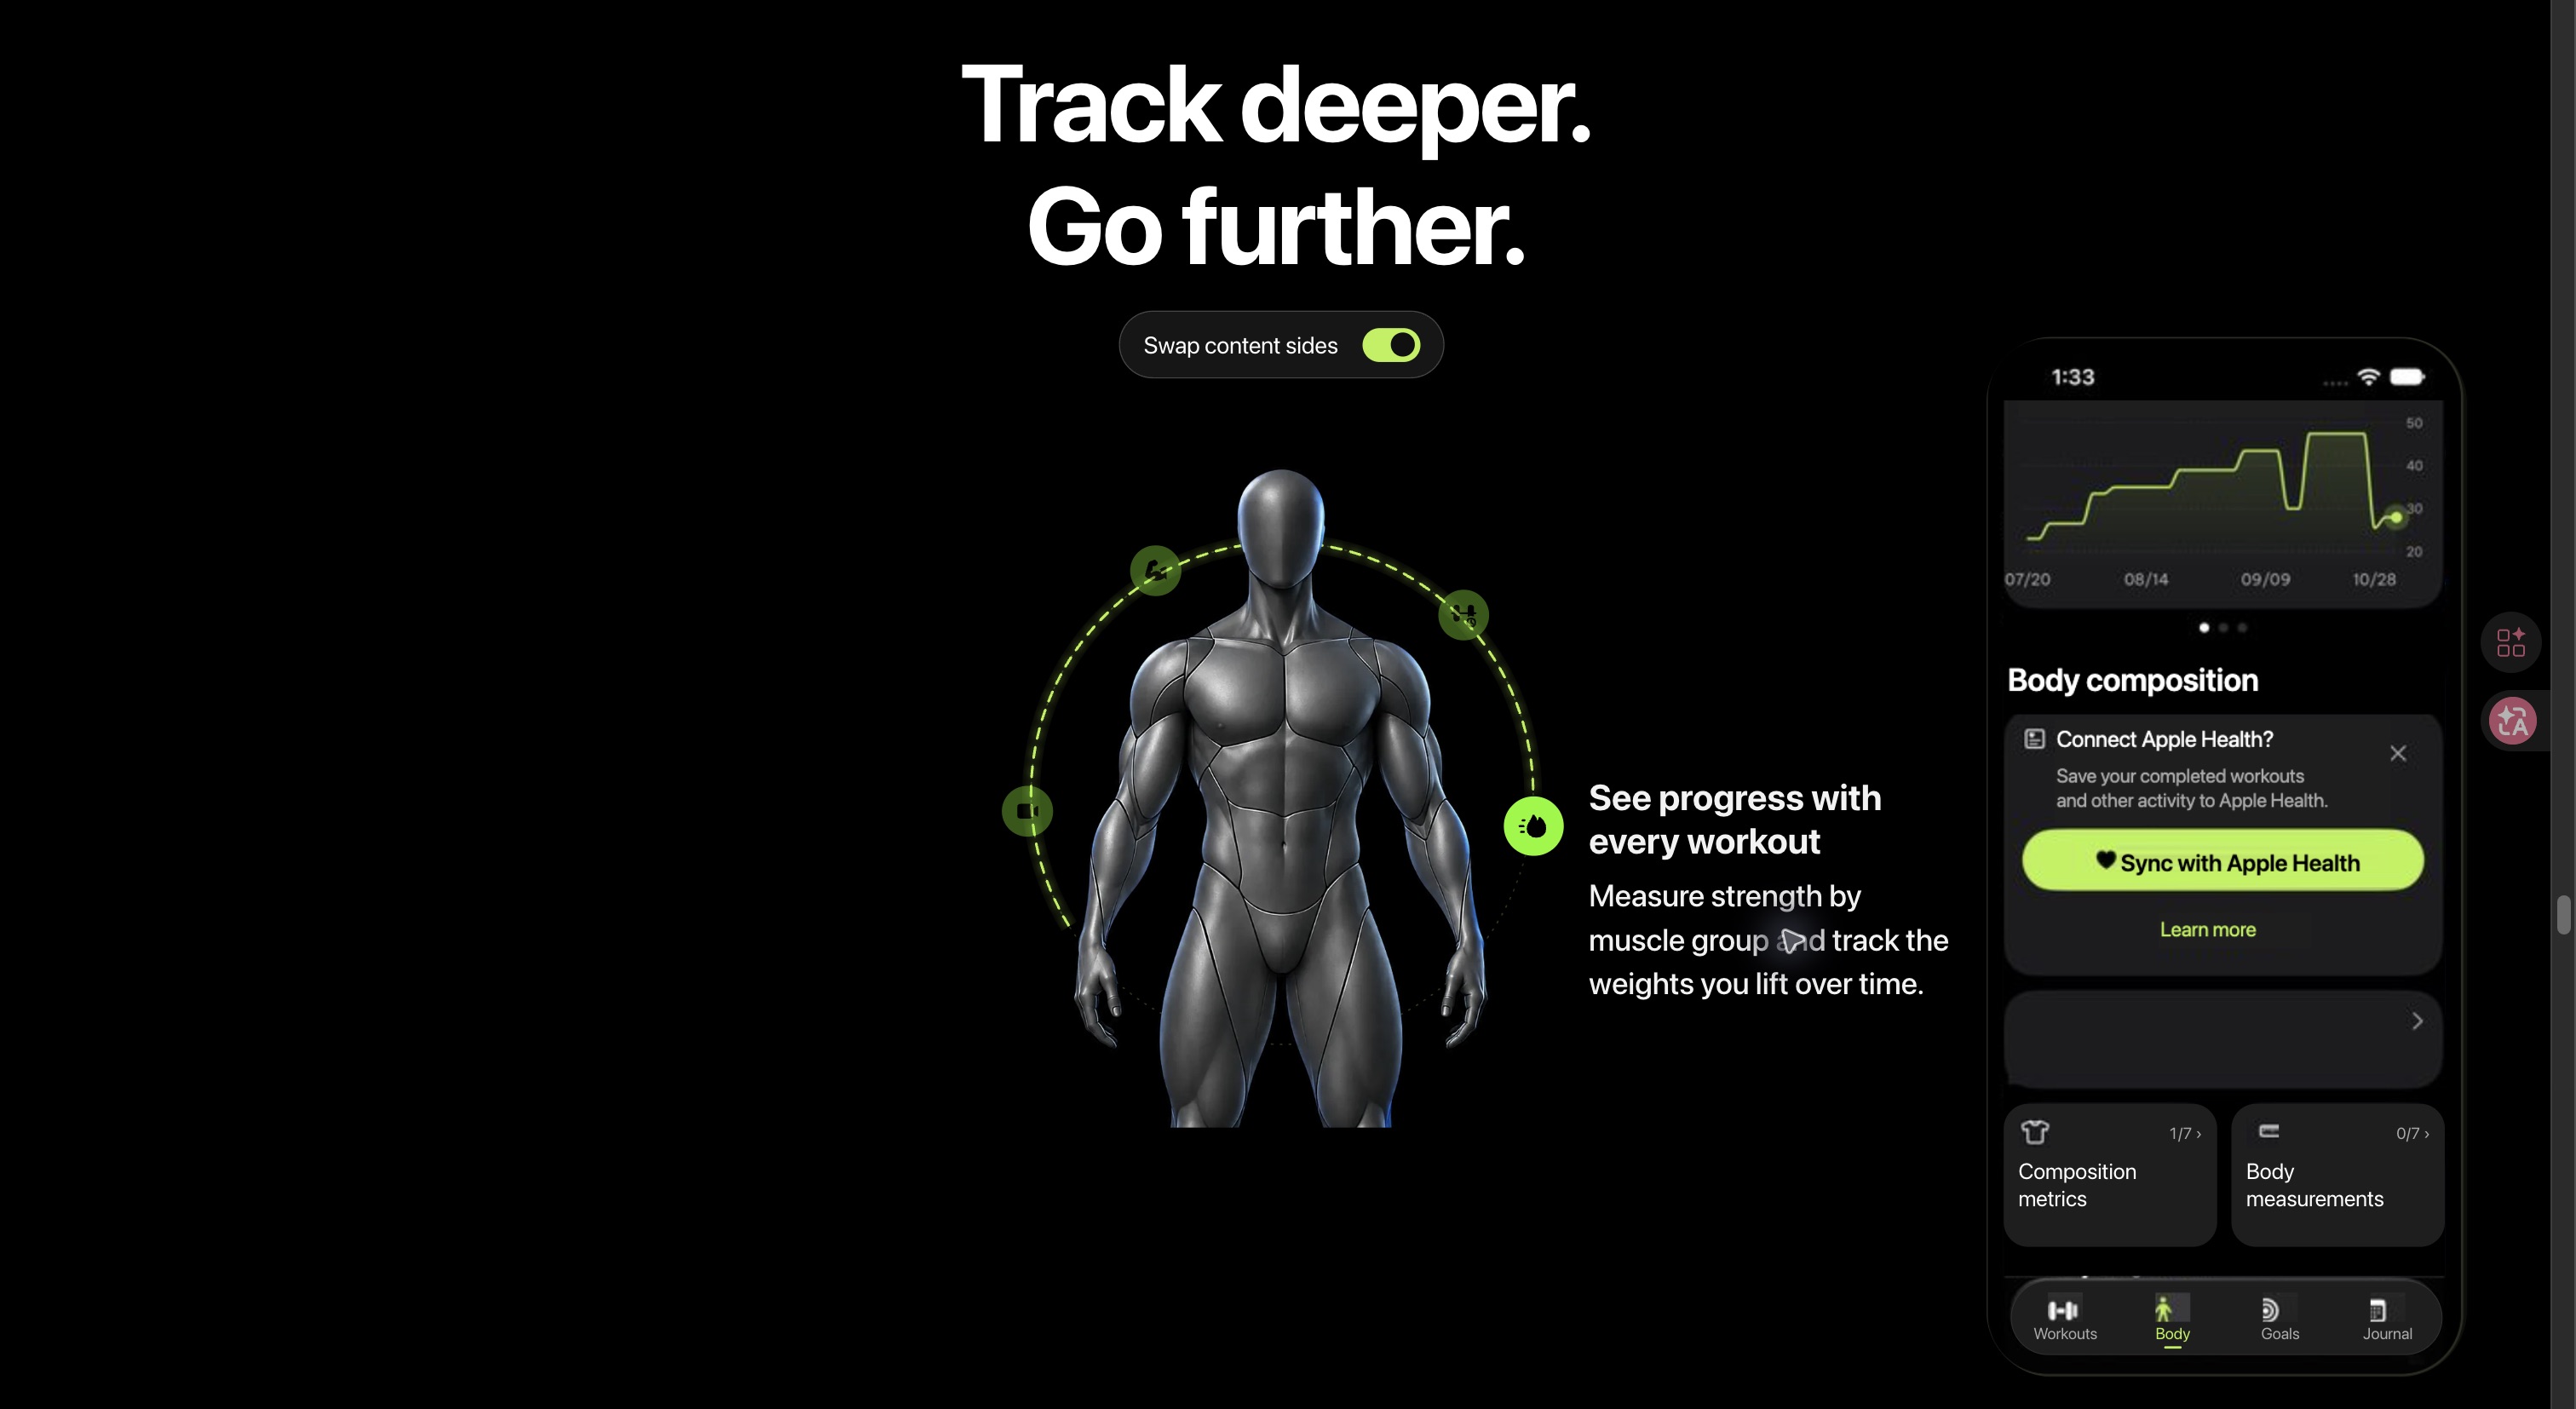 Track deeper.
Go further.
Swap content sides
See progress with
every workout
Measure strength by
muscle group and track the
weights you lift over time.
1:33
50
40
30
20
07/20 08/14 09/09 10/28
Body composition
Connect Apple Health?
Save your completed workouts
and other activity to Apple Health.
Sync with Apple Health
Learn more
1/7 ›
Composition
metrics
0/7 ›
Body
measurements
Workouts Body Goals Journal